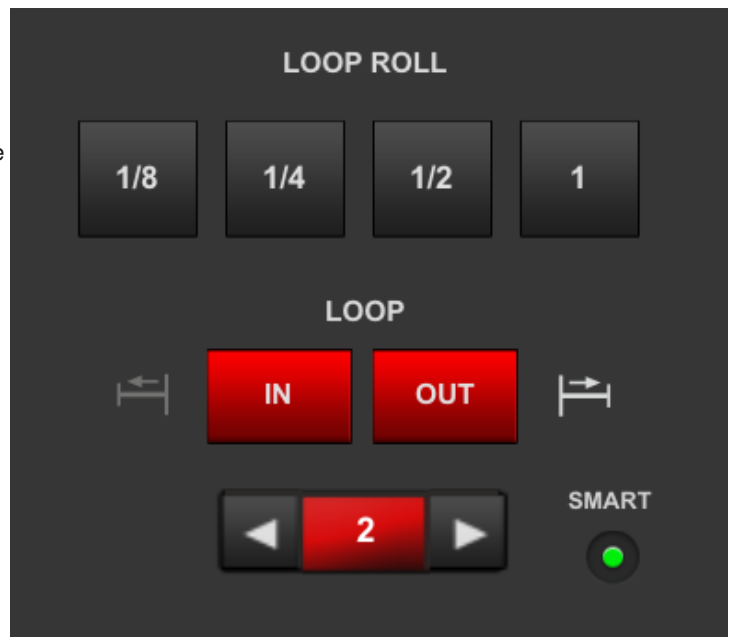 LOOP ROLL
e
1/8 1/4 1/2 1
LOOP
IN OUT
2
SMART